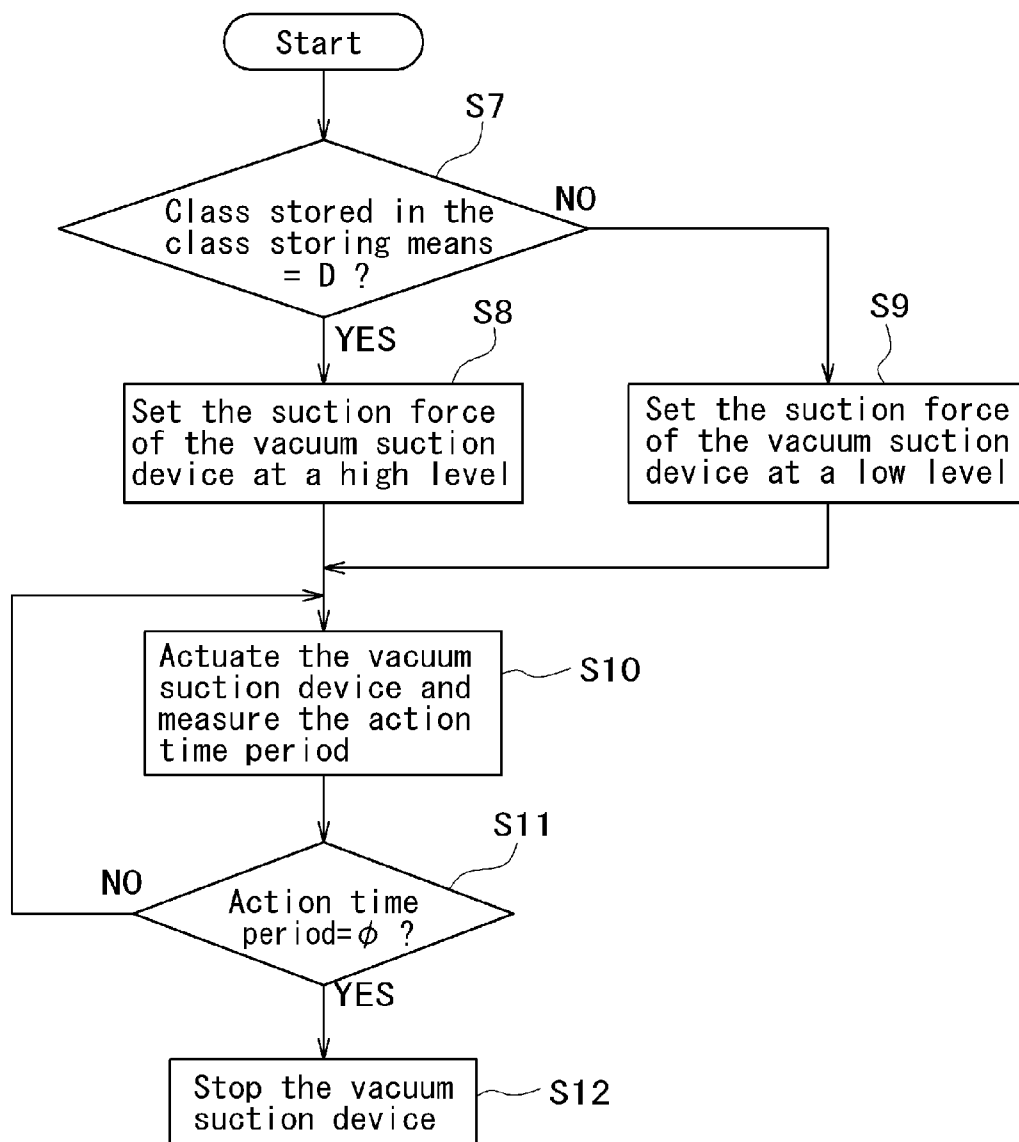 Start
S7
Class stored in the
class storing means
= D ?
NO
YES
S8
S9
Set the suction force
of the vacuum suction
device at a high level
Set the suction force
of the vacuum suction
device at a low level
Actuate the vacuum
suction device and
measure the action
time period
S10
S11
NO
Action time
period=ϕ ?
YES
Stop the vacuum
suction device
S12